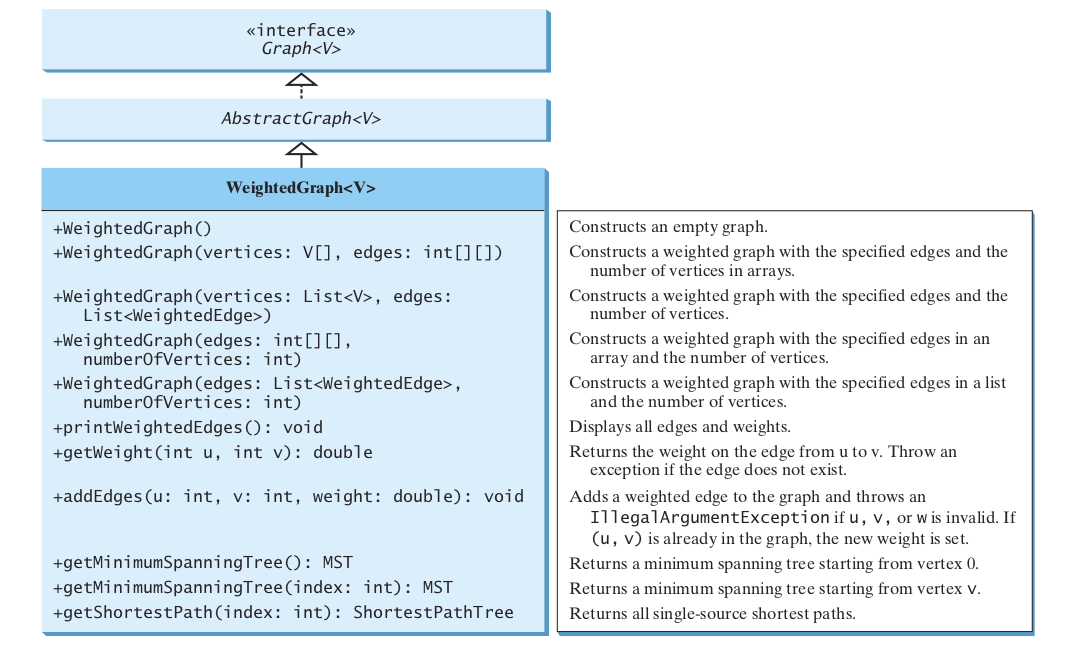 «interface»
Graph<V>
AbstractGraph<V>
WeightedGraph<V>
+WeightedGraph()
Constructs an empty graph.
+WeightedGraph(vertices: V[], edges: int[][])
Constructs a weighted graph with the specified edges and the
number of vertices in arrays.
+WeightedGraph(vertices: List<V>, edges:
List<WeightedEdge>)
Constructs a weighted graph with the specified edges and the
number of vertices.
+WeightedGraph(edges: int[][],
numberOfVertices: int)
Constructs a weighted graph with the specified edges in an
array and the number of vertices.
+WeightedGraph(edges: List<WeightedEdge>,
numberOfVertices: int)
Constructs a weighted graph with the specified edges in a list
and the number of vertices.
+printWeightedEdges(): void
Displays all edges and weights.
+getWeight(int u, int v): double
Returns the weight on the edge from u to v. Throw an
exception if the edge does not exist.
+addEdges(u: int, v: int, weight: double): void
Adds a weighted edge to the graph and throws an
IllegalArgumentException if u, v, or w is invalid. If
(u, v) is already in the graph, the new weight is set.
+getMinimumSpanningTree(): MST
Returns a minimum spanning tree starting from vertex 0.
+getMinimumSpanningTree(index: int): MST
Returns a minimum spanning tree starting from vertex v.
+getShortestPath(index: int): ShortestPathTree
Returns all single-source shortest paths.